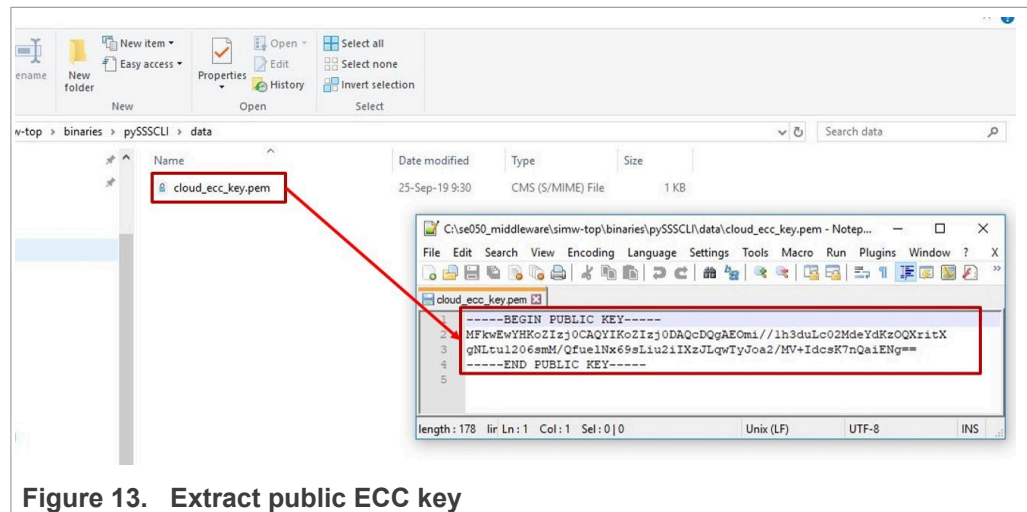 New item
Easy access
ename
New folder
New
Properties
Open
Edit
History
Open
Select all
Select none
Invert selection
Select
w-top > binaries > pySSSCLI > data
Search data
Name
Date modified
Type
Size
cloud_ecc_key.pem
25-Sep-19 9:30
CMS (S/MIME) File
1 KB
C:\se050_middleware\simw-top\binaries\pySSSCLI\data\cloud_ecc_key.pem - Notep...
File Edit Search View Encoding Language Settings Tools Macro Run Plugins Window ? X
cloud_ecc_key.pem
1 -----BEGIN PUBLIC KEY-----
2 MFkwEwYHKoZIzj0CAQYIKoZIzj0DAQcDQgAEOmi//lh3duLc02MdeYdKzOQXritX
3 gNLtul206smM/QfuelNx69sLiu2iIXzJLqwTyJoa2/MV+IdcsK7nQaiENg==
4 -----END PUBLIC KEY-----
5
length : 178 lir Ln : 1 Col : 1 Sel : 0 | 0
Unix (LF)
UTF-8
INS
Figure 13. Extract public ECC key